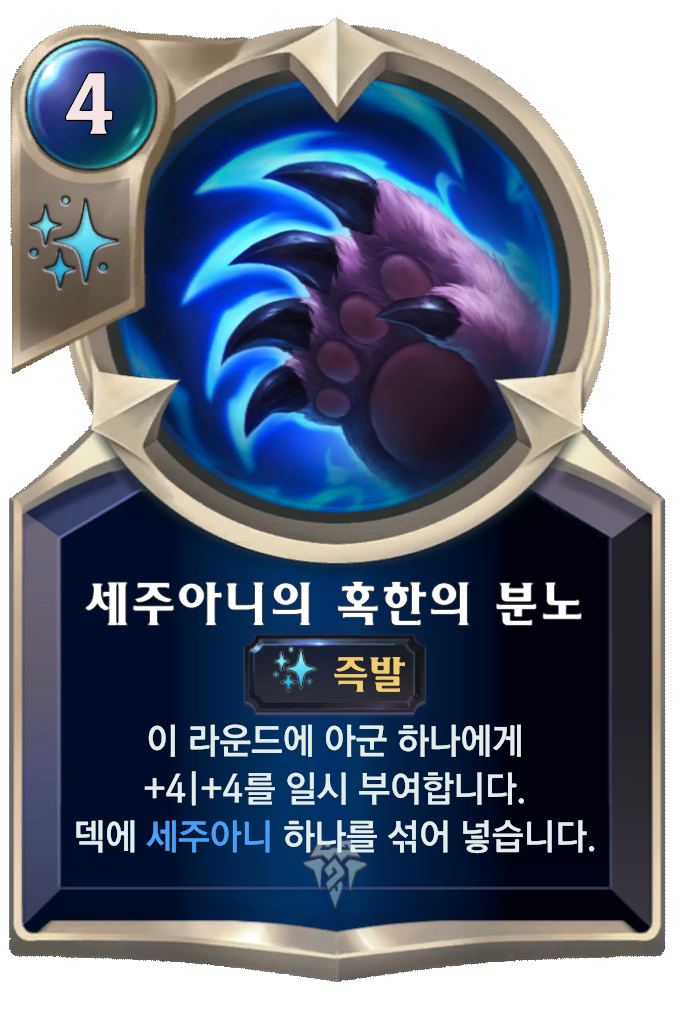 4
세주아니의 혹한의 분노
즉발
이 라운드에 아군 하나에게
+4|+4를 일시 부여합니다.
덱에 세주아니 하나를 섞어 넣습니다.